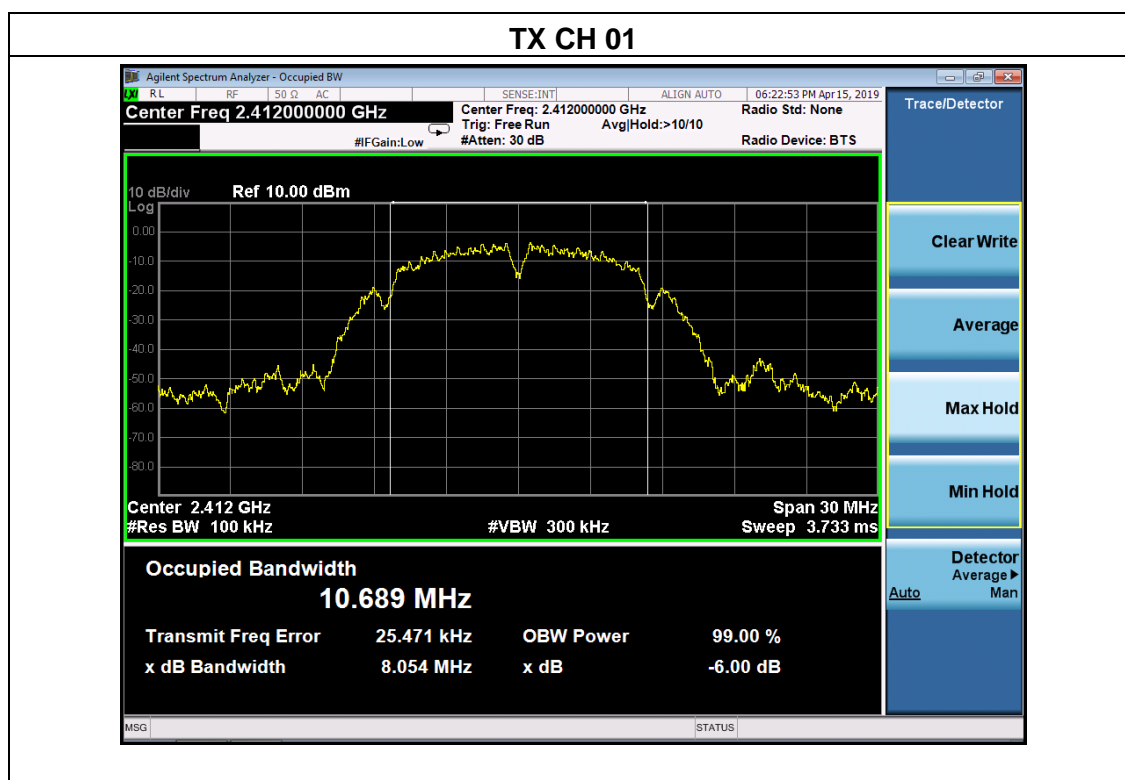 TX CH 01
Agilent Spectrum Analyzer - Occupied BW
LXI RL RF 50 Ω AC SENSE:INT ALIGN AUTO 06:22:53 PM Apr 15, 2019
Center Freq 2.412000000 GHz
Center Freq: 2.412000000 GHz
Radio Std: None
Trig: Free Run Avg|Hold:>10/10
#IFGain:Low
#Atten: 30 dB
Radio Device: BTS
10 dB/div Ref 10.00 dBm
Log
0.00
-10.0
-20.0
-30.0
-40.0
-50.0
-60.0
-70.0
-80.0
Center 2.412 GHz Span 30 MHz
#Res BW 100 kHz #VBW 300 kHz Sweep 3.733 ms
Occupied Bandwidth
10.689 MHz
Transmit Freq Error 25.471 kHz OBW Power 99.00 %
x dB Bandwidth 8.054 MHz x dB -6.00 dB
MSG STATUS
Trace/Detector
Clear Write
Average
Max Hold
Min Hold
Detector
Average▶
Auto Man